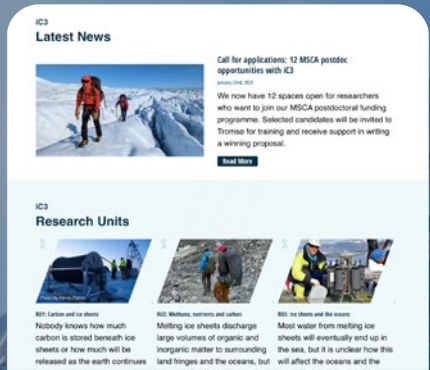 iC3
Latest News
Call for applications: 12 MSCA postdoc
opportunities with iC3
We now have 12 spaces open for researchers
who want to join our MSCA postdoctoral funding
programme. Selected candidates will be invited to
Tromsø for training and receive support in writing
a winning proposal.
Read More
iC3
Research Units
RU1: Carbon and ice sheets
Nobody knows how much
carbon is stored beneath ice
sheets or how much will be
released as the earth continues
RU2: Methane, nutrients and carbon
Melting ice sheets discharge
large volumes of organic and
inorganic matter to surrounding
land fringes and the oceans, but
RU3: Ice sheets and the oceans
Most water from melting ice
sheets will eventually end up in
the sea, but it is unclear how this
will affect the oceans and the